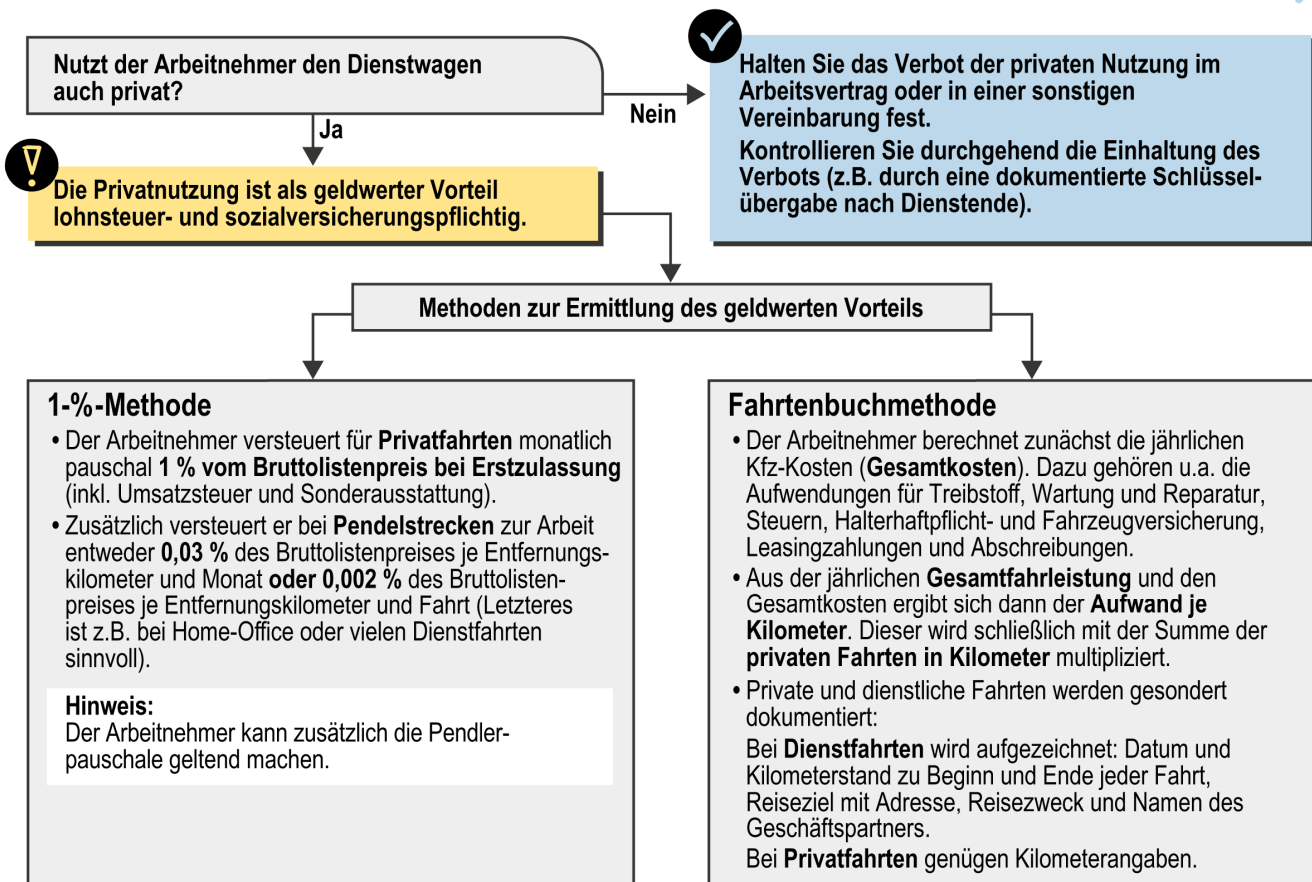 Nutzt der Arbeitnehmer den Dienstwagen
auch privat?
Nein
Ja
Halten Sie das Verbot der privaten Nutzung im
Arbeitsvertrag oder in einer sonstigen
Vereinbarung fest.
Kontrollieren Sie durchgehend die Einhaltung des
Verbots (z.B. durch eine dokumentierte Schlüssel-
übergabe nach Dienstende).
Die Privatnutzung ist als geldwerter Vorteil
lohnsteuer- und sozialversicherungspflichtig.
Methoden zur Ermittlung des geldwerten Vorteils
1-%-Methode
• Der Arbeitnehmer versteuert für Privatfahrten monatlich
pauschal 1 % vom Bruttolistenpreis bei Erstzulassung
(inkl. Umsatzsteuer und Sonderausstattung).
• Zusätzlich versteuert er bei Pendelstrecken zur Arbeit
entweder 0,03 % des Bruttolistenpreises je Entfernungs-
kilometer und Monat oder 0,002 % des Bruttolisten-
preises je Entfernungskilometer und Fahrt (Letzteres
ist z.B. bei Home-Office oder vielen Dienstfahrten
sinnvoll).
Hinweis:
Der Arbeitnehmer kann zusätzlich die Pendler-
pauschale geltend machen.
Fahrtenbuchmethode
• Der Arbeitnehmer berechnet zunächst die jährlichen
Kfz-Kosten (Gesamtkosten). Dazu gehören u.a. die
Aufwendungen für Treibstoff, Wartung und Reparatur,
Steuern, Halterhaftpflicht- und Fahrzeugversicherung,
Leasingzahlungen und Abschreibungen.
• Aus der jährlichen Gesamtfahrleistung und den
Gesamtkosten ergibt sich dann der Aufwand je
Kilometer. Dieser wird schließlich mit der Summe der
privaten Fahrten in Kilometer multipliziert.
• Private und dienstliche Fahrten werden gesondert
dokumentiert:
Bei Dienstfahrten wird aufgezeichnet: Datum und
Kilometerstand zu Beginn und Ende jeder Fahrt,
Reiseziel mit Adresse, Reisezweck und Namen des
Geschäftspartners.
Bei Privatfahrten genügen Kilometerangaben.